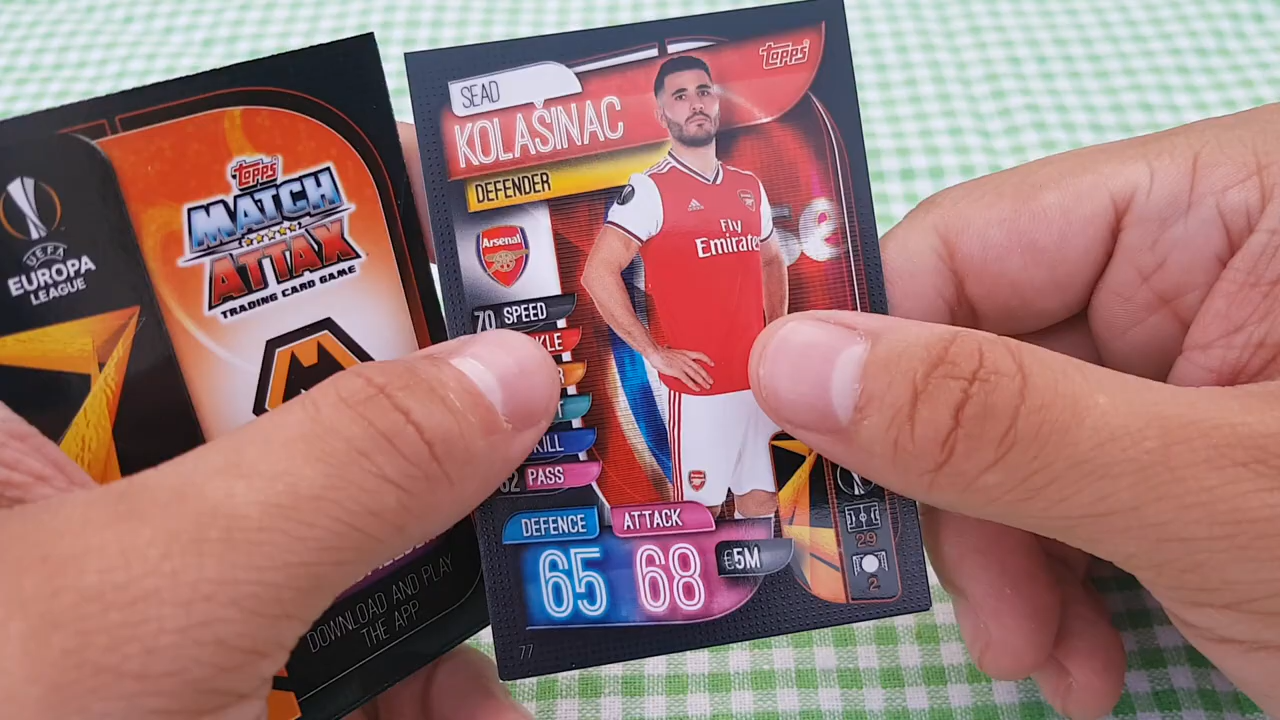 UEFA
EUROPA
LEAGUE
TOPPS
MATCH
ATTAX
TRADING CARD GAME
DOWNLOAD AND PLAY
THE APP
SEAD
KOLAŠINAC
DEFENDER
topps
Arsenal
Fly
Emirates
70 SPEED
PASS
DEFENCE
ATTACK
65
68
€5M
29
2
77